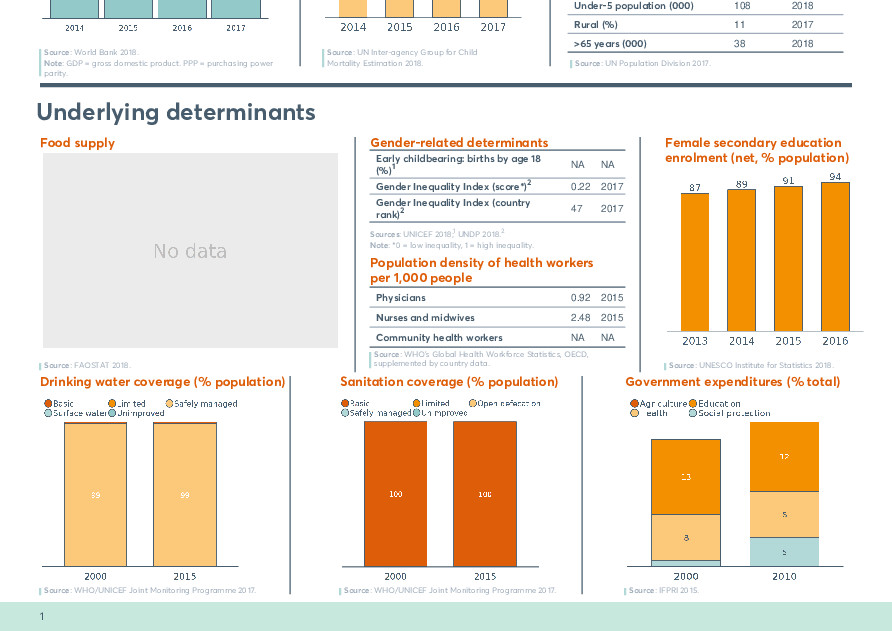 2014 2015 2016 2017
Source: World Bank 2018.
Note: GDP = gross domestic product. PPP = purchasing power
parity.
2014 2015 2016 2017
Source: UN Inter-agency Group for Child
Mortality Estimation 2018.
Under-5 population (000) 108 2018
Rural (%) 11 2017
>65 years (000) 38 2018
Source: UN Population Division 2017.
Underlying determinants
Food supply
No data
Source: FAOSTAT 2018.
Gender-related determinants
Early childbearing: births by age 18
(%)1 NA NA
Gender Inequality Index (score*)2 0.22 2017
Gender Inequality Index (country
rank)2 47 2017
Sources: UNICEF 2018,1 UNDP 2018.2
Note: *0 = low inequality, 1 = high inequality.
Population density of health workers
per 1,000 people
Physicians 0.92 2015
Nurses and midwives 2.48 2015
Community health workers NA NA
Source: WHO's Global Health Workforce Statistics, OECD,
supplemented by country data.
Female secondary education
enrolment (net, % population)
87 89 91 94
2013 2014 2015 2016
Source: UNESCO Institute for Statistics 2018.
Drinking water coverage (% population)
Basic Limited Safely managed
Surface water Unimproved
99 99
2000 2015
Source: WHO/UNICEF Joint Monitoring Programme 2017.
Sanitation coverage (% population)
Basic Limited Open defecation
Safely managed Unimproved
100 100
2000 2015
Source: WHO/UNICEF Joint Monitoring Programme 2017.
Government expenditures (% total)
Agriculture Education
Health Social protection
13 12
8
5
2000 2010
Source: IFPRI 2015.
1